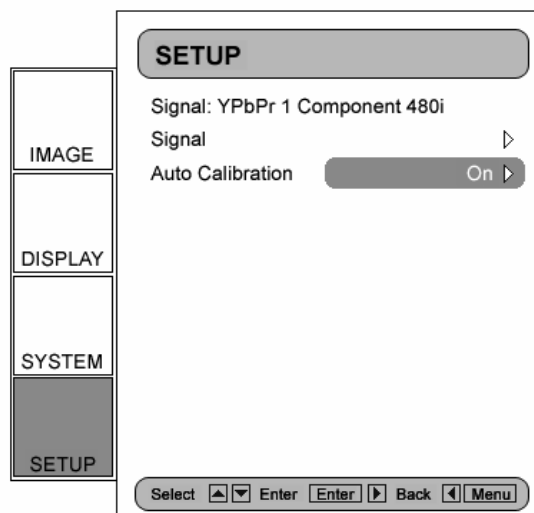 SETUP
Signal: YPbPr 1 Component 480i
Signal
Auto Calibration On
IMAGE
DISPLAY
SYSTEM
SETUP
Select Enter Enter Back Menu